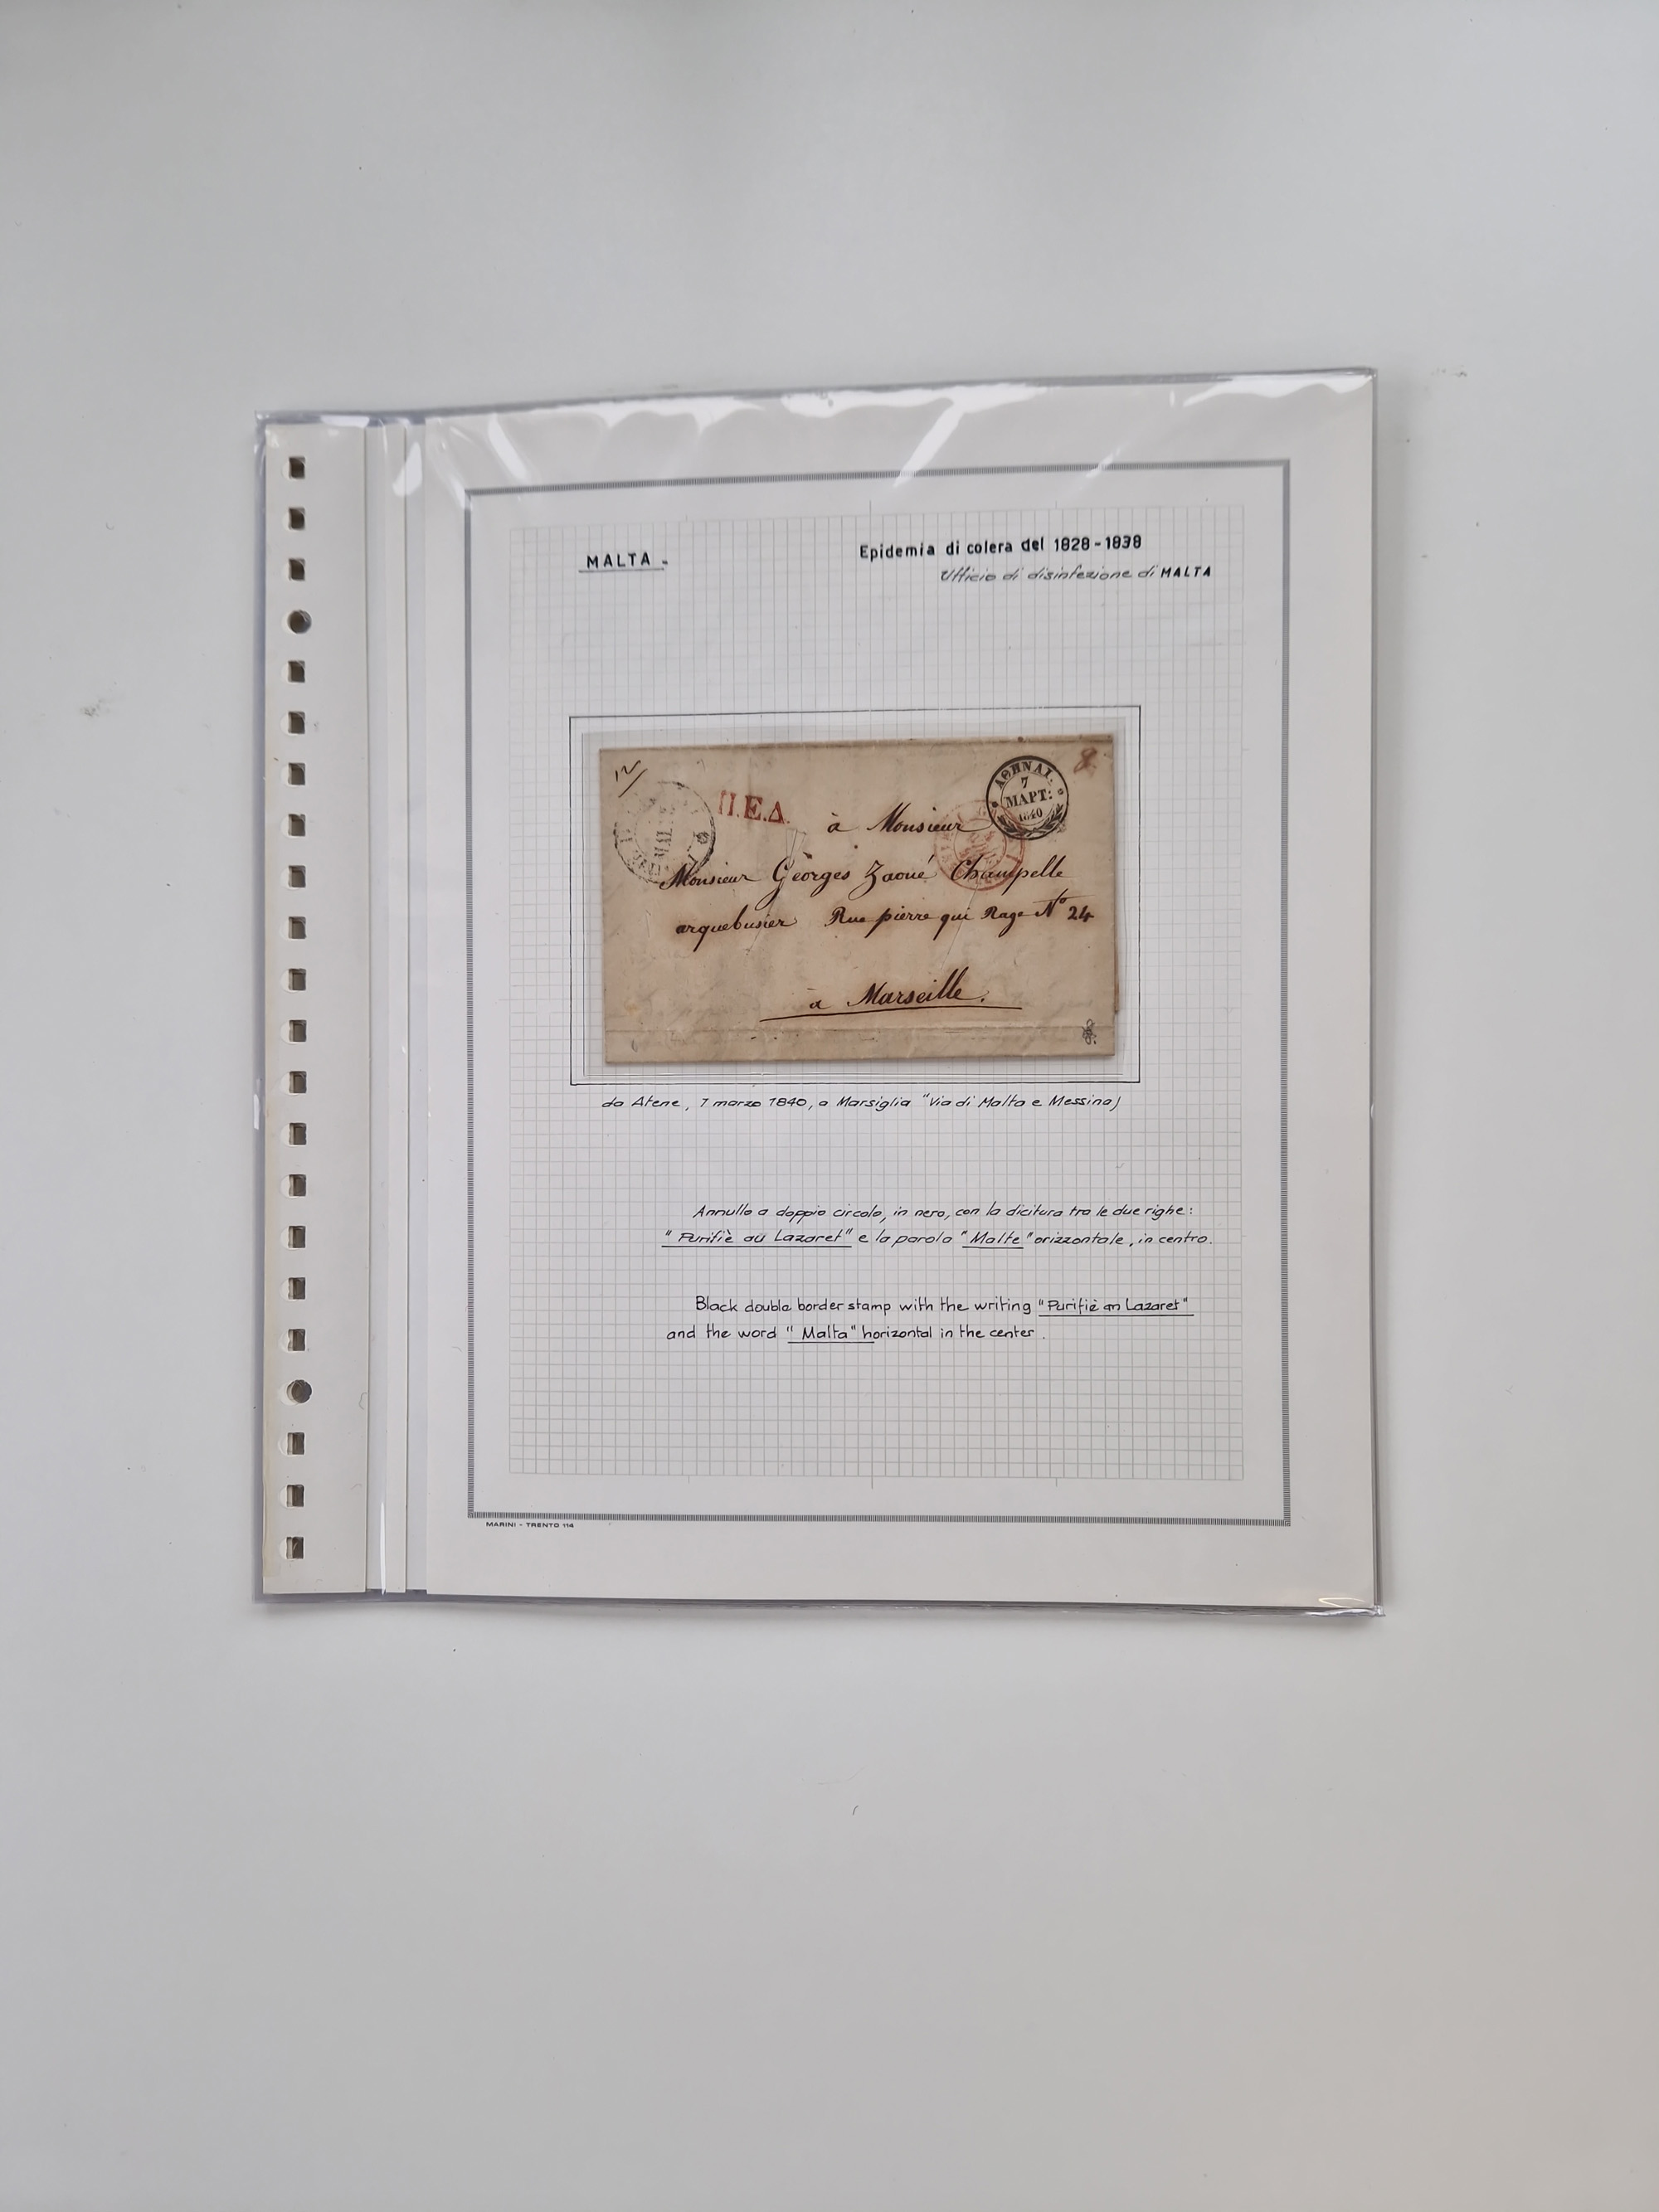 MALTA -
Epidemia di colera del 1828-1838
Ufficio di disinfezione di MALTA
Π.Ε.Δ.
ΑΘΗΝΑΙ.
7
ΜΑΡΤ:
1840
8
à Monsieur
Monsieur Gèorges Zaoué Champelle
arquebusier Rue pierre qui Rage Nº 24
à Marseille.
da Atene, 7 marzo 1840, a Marsiglia "Via di Malta e Messina)
Annullo a doppio circolo, in nero, con la dicitura tra le due righe:
"Purifiè au Lazaret" e la parola "Malte" orizzontale, in centro.
Black double border stamp with the writing "Purifiè an Lazaret"
and the word "Malta" horizontal in the center.
MARINI - TRENTO 114